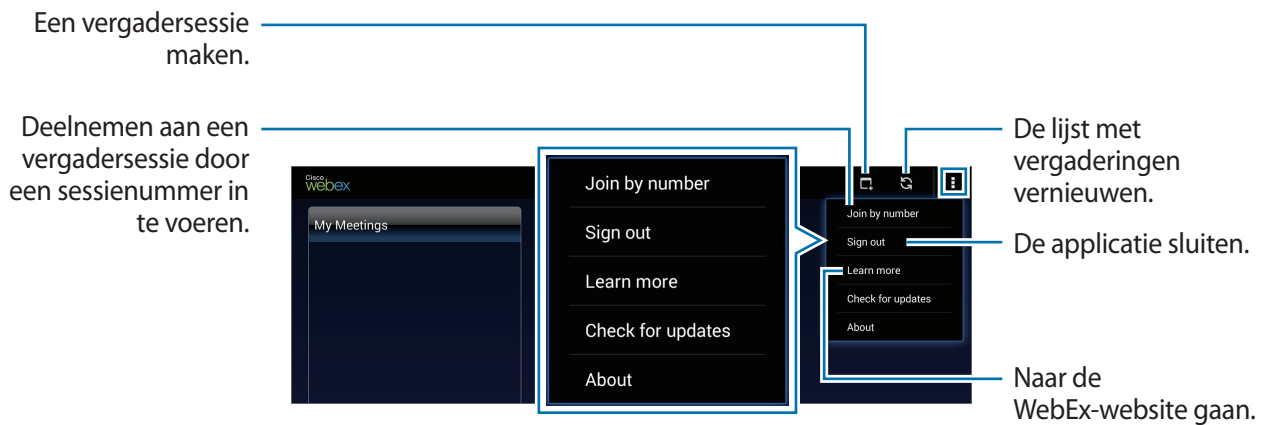 Een vergadersessie
maken.
Deelnemen aan een
vergadersessie door
een sessienummer in
te voeren.
Cisco
webex
My Meetings
Join by number
Sign out
Learn more
Check for updates
About
Join by number
Sign out
Learn more
Check for updates
About
De lijst met
vergaderingen
vernieuwen.
De applicatie sluiten.
Naar de
WebEx-website gaan.